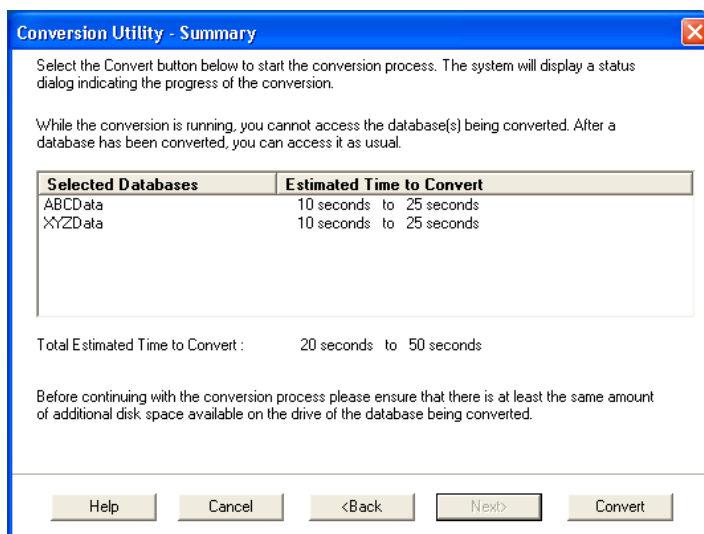 Conversion Utility - Summary
Select the Convert button below to start the conversion process. The system will display a status
dialog indicating the progress of the conversion.
While the conversion is running, you cannot access the database(s) being converted. After a
database has been converted, you can access it as usual.
Selected Databases Estimated Time to Convert
ABCData 10 seconds to 25 seconds
XYZData 10 seconds to 25 seconds
Total Estimated Time to Convert : 20 seconds to 50 seconds
Before continuing with the conversion process please ensure that there is at least the same amount
of additional disk space available on the drive of the database being converted.
Help Cancel <Back Next> Convert